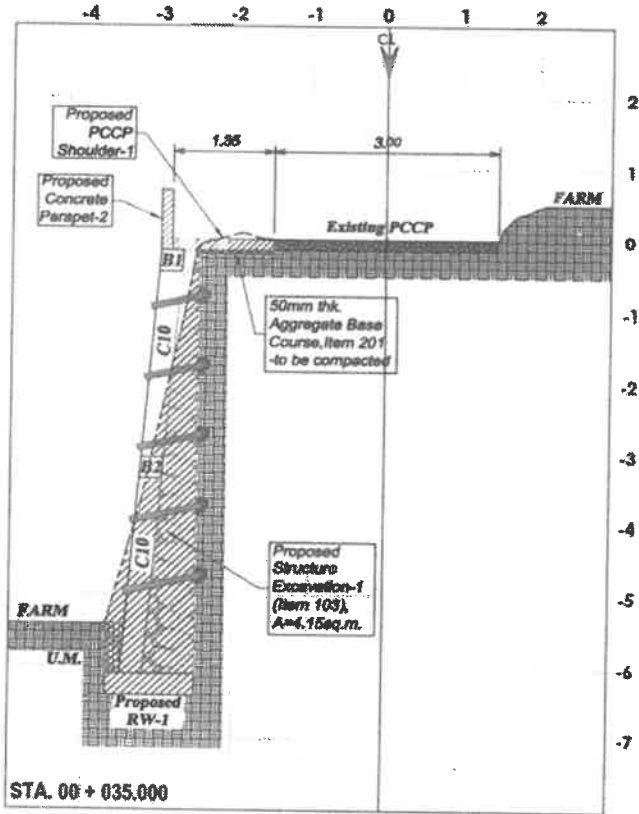 -4 -3 -2 -1 0 1 2
CL
2
1
0
-1
-2
-3
-4
-5
-6
-7
Proposed
PCCP
Shoulder-1
1.35
3.00
Proposed
Concrete
Parapet-2
FARM
Existing PCCP
B1
50mm thk.
Aggregate Base
Course,Item 201
-to be compacted
C10
B2
C10
Proposed
Structure
Excavation-1
(Item 103),
A=4.15sq.m.
FARM
U.M.
Proposed
RW-1
STA. 00 + 035.000